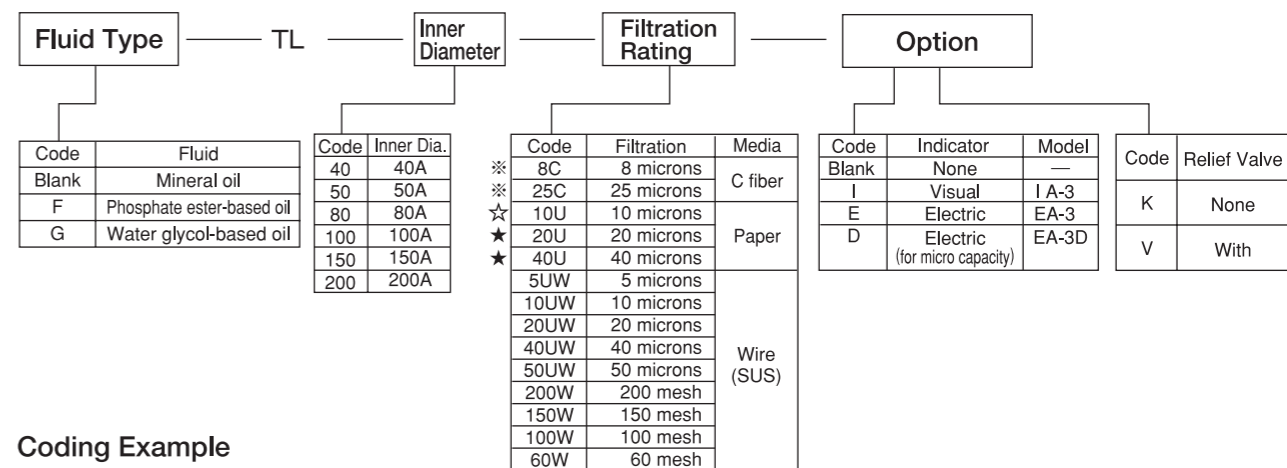 Fluid Type TL Inner Diameter Filtration Rating Option
Code Fluid
Blank Mineral oil
F Phosphate ester-based oil
G Water glycol-based oil
Code Inner Dia.
40 40A
50 50A
80 80A
100 100A
150 150A
200 200A
Code Filtration Media
※ 8C 8 microns C fiber
※ 25C 25 microns
☆ 10U 10 microns
★ 20U 20 microns Paper
★ 40U 40 microns
5UW 5 microns
10UW 10 microns
20UW 20 microns
40UW 40 microns Wire
50UW 50 microns (SUS)
200W 200 mesh
150W 150 mesh
100W 100 mesh
60W 60 mesh
Code Indicator Model
Blank None —
I Visual I A-3
E Electric EA-3
D Electric EA-3D
(for micro capacity)
Code Relief Valve
K None
V With
Coding Example